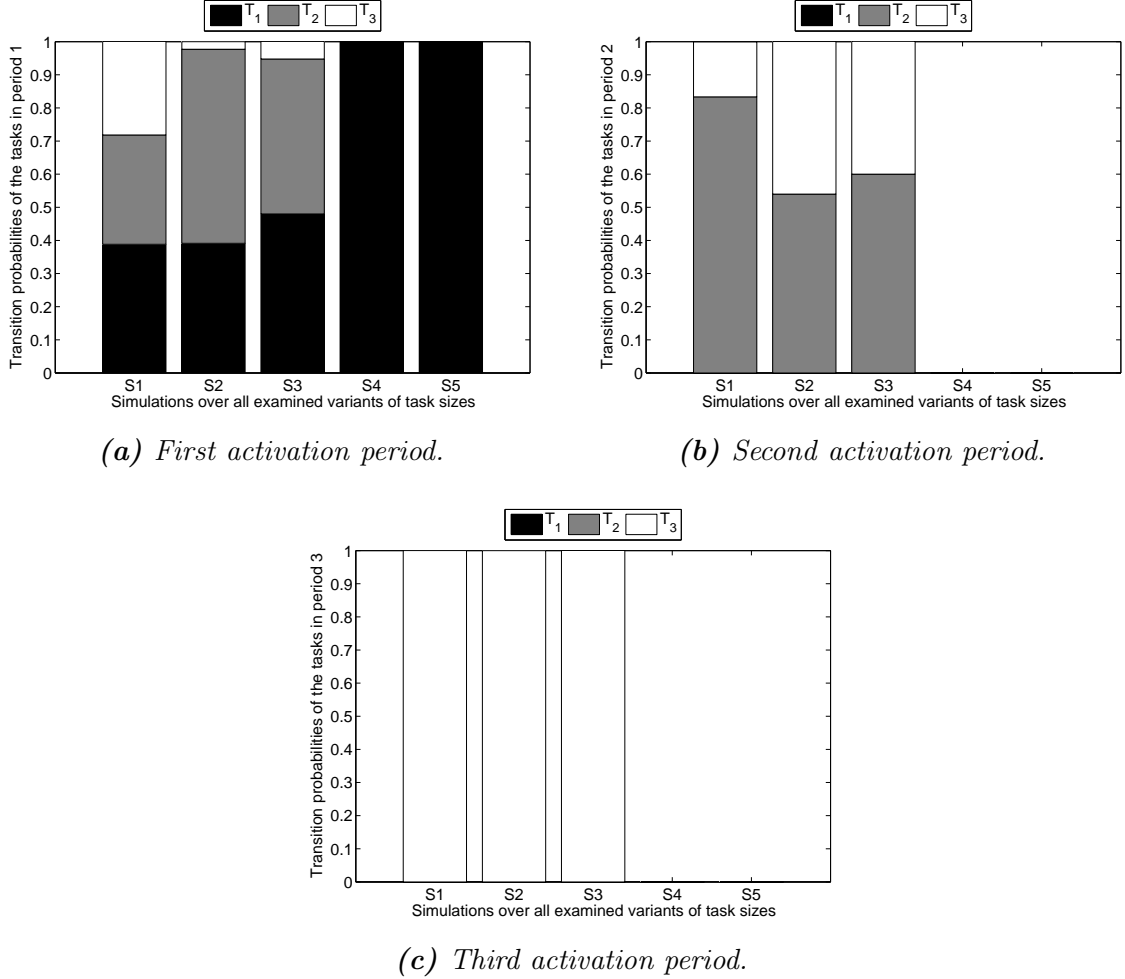 T1 T2 T3
Transition probabilities of the tasks in period 1
1
0.9
0.8
0.7
0.6
0.5
0.4
0.3
0.2
0.1
0
S1 S2 S3 S4 S5
Simulations over all examined variants of task sizes
(a) First activation period.
T1 T2 T3
Transition probabilities of the tasks in period 2
1
0.9
0.8
0.7
0.6
0.5
0.4
0.3
0.2
0.1
0
S1 S2 S3 S4 S5
Simulations over all examined variants of task sizes
(b) Second activation period.
T1 T2 T3
Transition probabilities of the tasks in period 3
1
0.9
0.8
0.7
0.6
0.5
0.4
0.3
0.2
0.1
0
S1 S2 S3 S4 S5
Simulations over all examined variants of task sizes
(c) Third activation period.